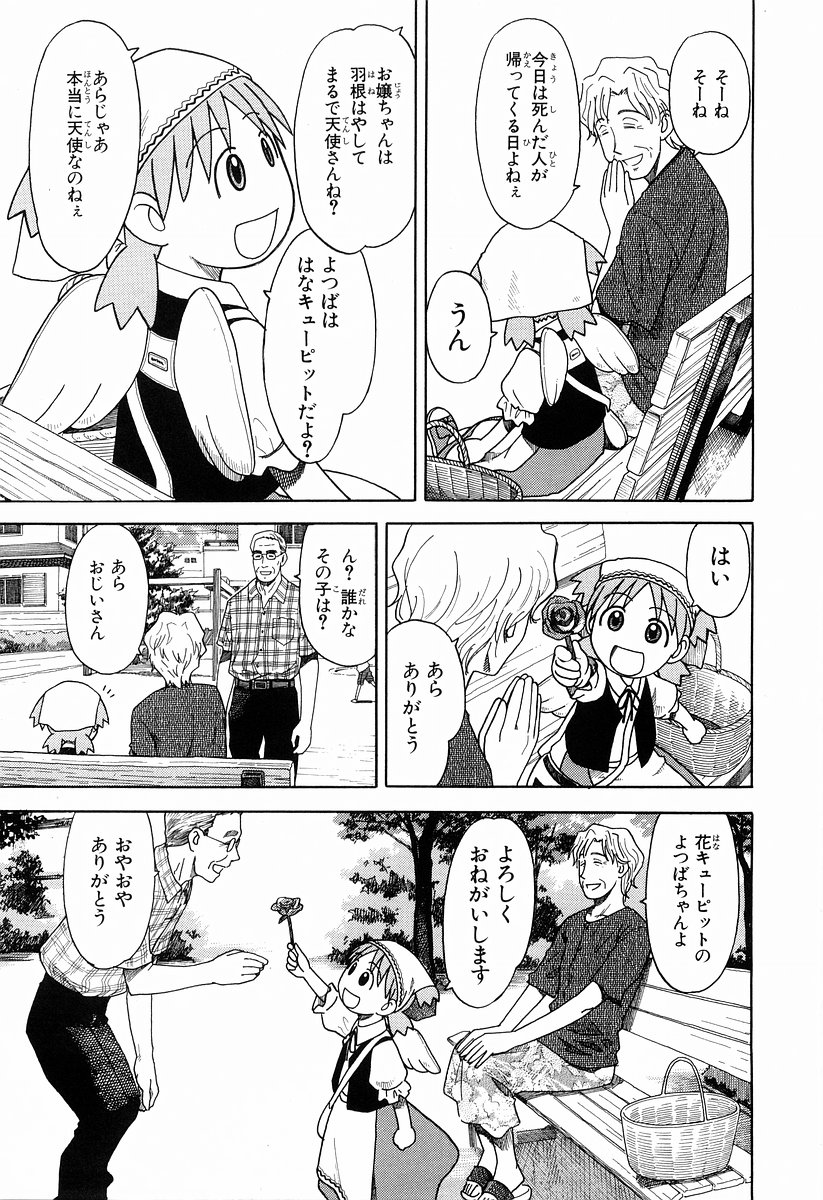 そーね
そーね
今日は死んだ人が
帰ってくる日よねぇ
うん
お嬢ちゃんは
羽根はやして
まるで天使さんね？
あらじゃあ
本当に天使なのねぇ
よつばは
はなキューピットだよ？
はい
あら
ありがとう
ん？誰かな
その子は？
あら
おじいさん
花キューピットの
よつばちゃんよ
よろしく
おねがいします
おやおや
ありがとう